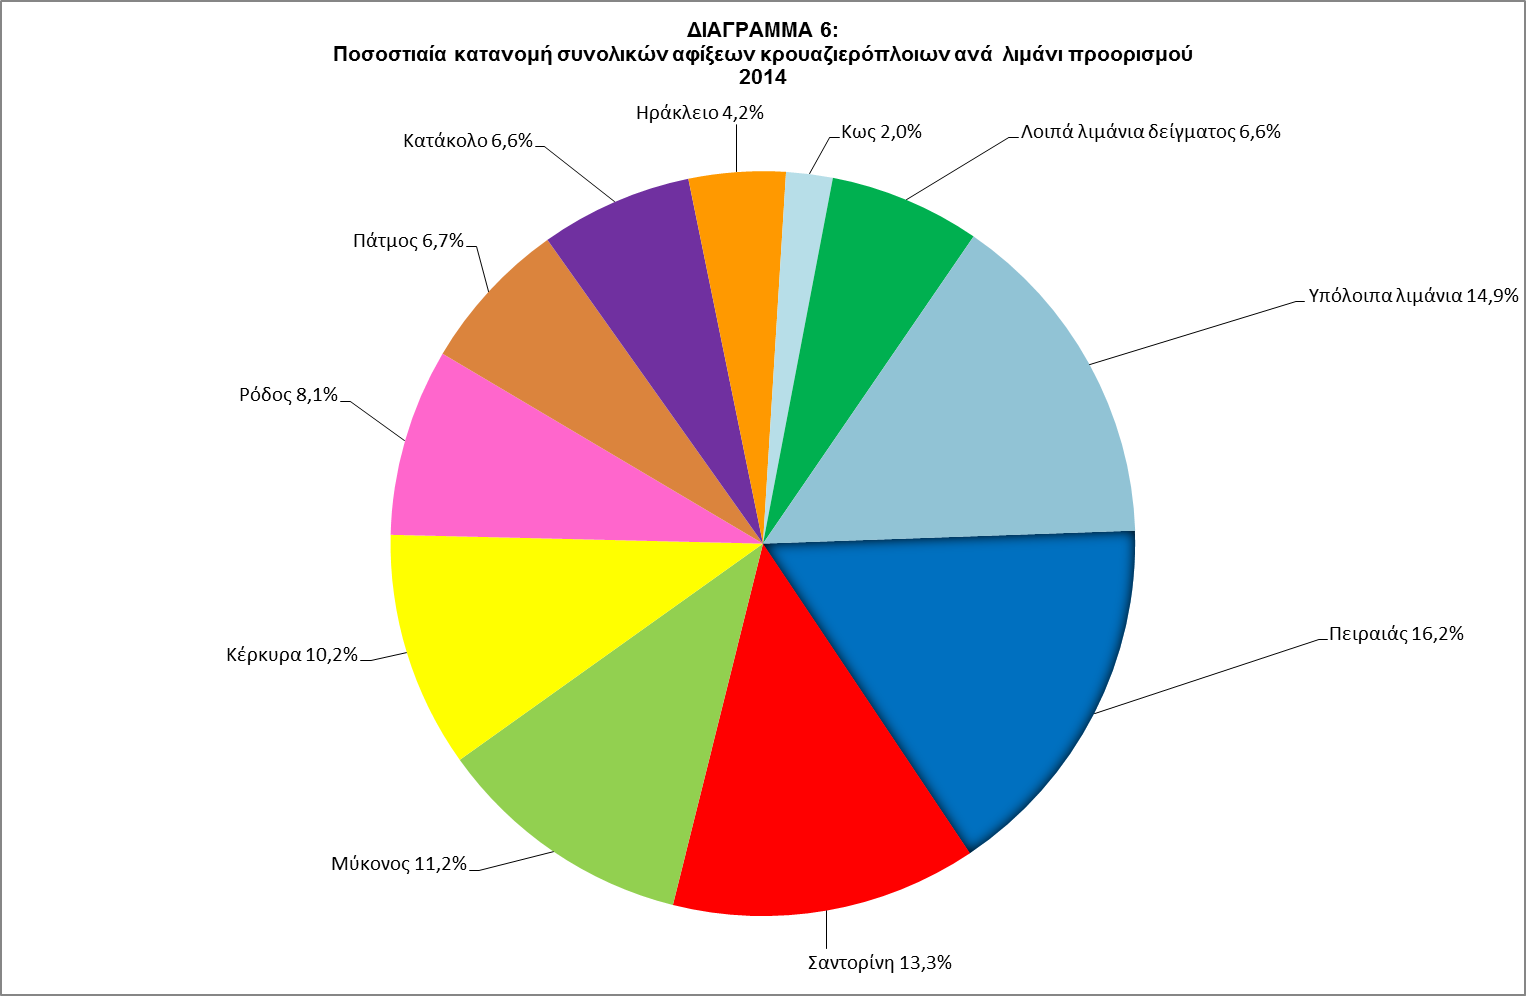 ΔΙΑΓΡΑΜΜΑ 6:
Ποσοστιαία κατανομή συνολικών αφίξεων κρουαζιερόπλοιων ανά λιμάνι προορισμού
2014
Ηράκλειο 4,2%
Κως 2,0%
Λοιπά λιμάνια δείγματος 6,6%
Κατάκολο 6,6%
Πάτμος 6,7%
Υπόλοιπα λιμάνια 14,9%
Ρόδος 8,1%
Πειραιάς 16,2%
Κέρκυρα 10,2%
Μύκονος 11,2%
Σαντορίνη 13,3%